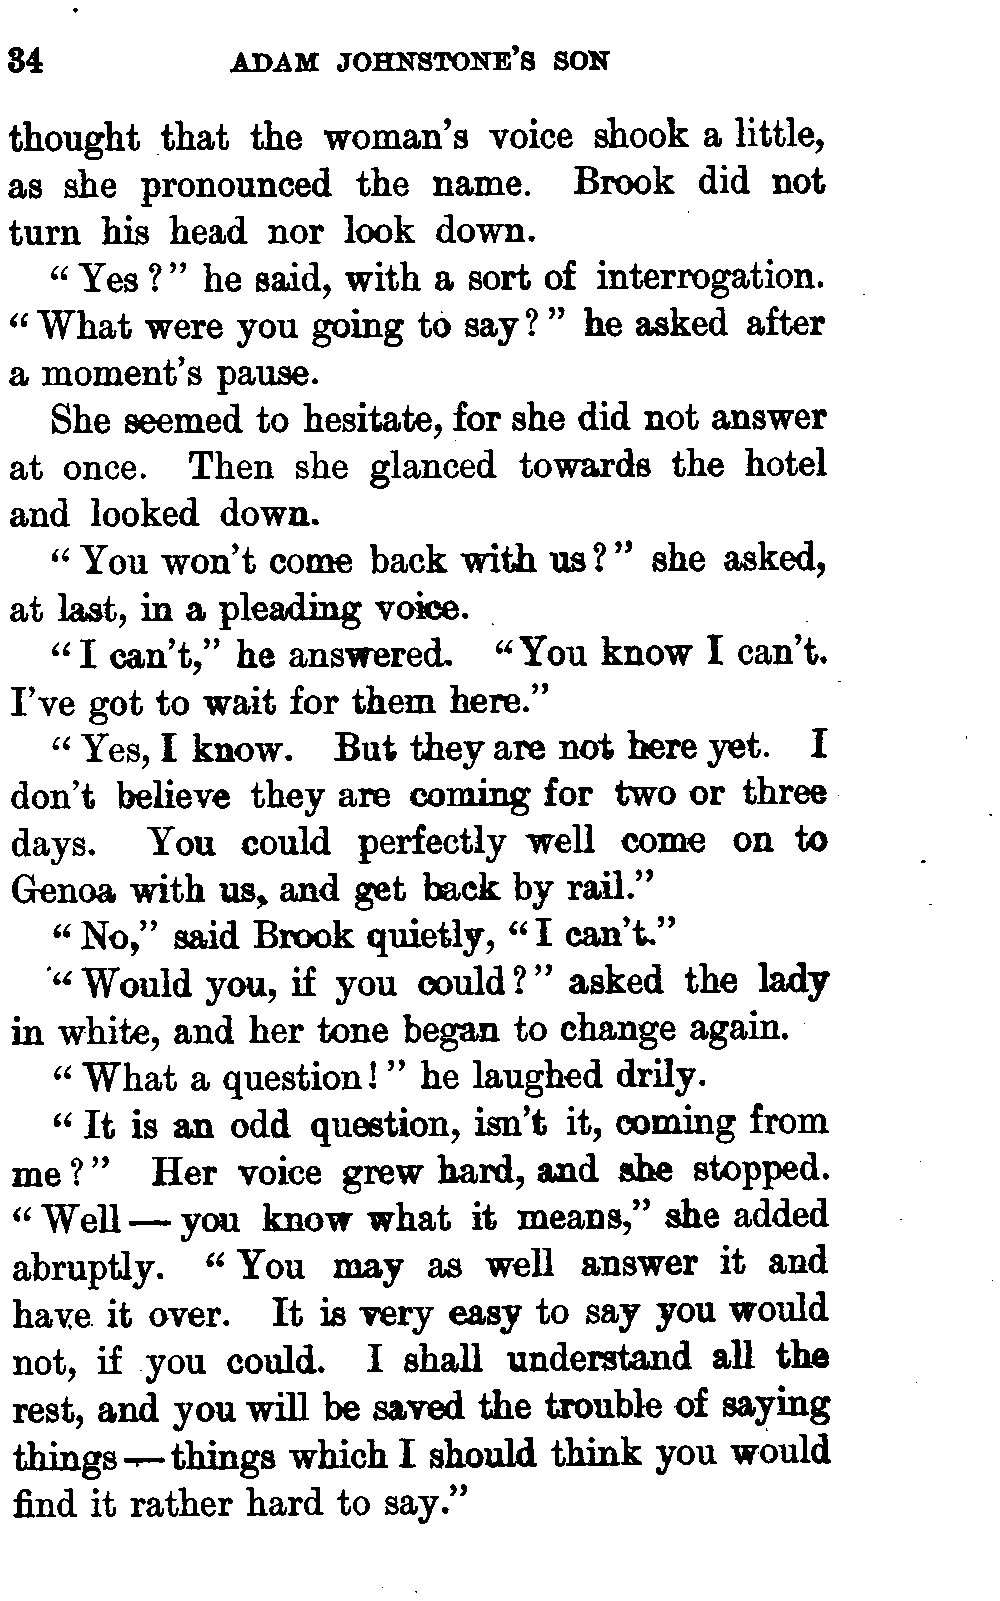 34 ADAM JOHNSTONE'S SON
thought that the woman's voice shook a little,
as she pronounced the name. Brook did not
turn his head nor look down.
"Yes?" he said, with a sort of interrogation.
"What were you going to say?" he asked after
a moment's pause.
She seemed to hesitate, for she did not answer
at once. Then she glanced towards the hotel
and looked down.
"You won't come back with us?" she asked,
at last, in a pleading voice.
"I can't," he answered. "You know I can't.
I've got to wait for them here."
"Yes, I know. But they are not here yet. I
don't believe they are coming for two or three
days. You could perfectly well come on to
Genoa with us, and get back by rail."
"No," said Brook quietly, "I can't."
"Would you, if you could?" asked the lady
in white, and her tone began to change again.
"What a question!" he laughed drily.
"It is an odd question, isn't it, coming from
me?" Her voice grew hard, and she stopped.
"Well — you know what it means," she added
abruptly. "You may as well answer it and
have it over. It is very easy to say you would
not, if you could. I shall understand all the
rest, and you will be saved the trouble of saying
things — things which I should think you would
find it rather hard to say."